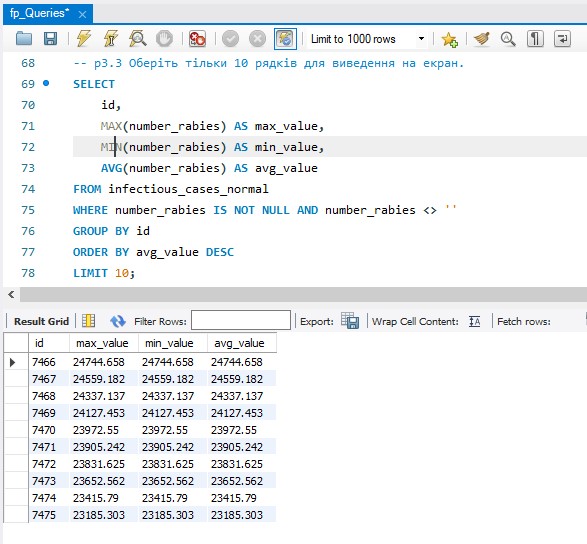 fp_Queries*
Limit to 1000 rows
68 -- p3.3 Оберіть тільки 10 рядків для виведення на екран.
69 SELECT
70 id,
71 MAX(number_rabies) AS max_value,
72 MIN(number_rabies) AS min_value,
73 AVG(number_rabies) AS avg_value
74 FROM infectious_cases_normal
75 WHERE number_rabies IS NOT NULL AND number_rabies <> ''
76 GROUP BY id
77 ORDER BY avg_value DESC
78 LIMIT 10;
Result Grid Filter Rows: Export: Wrap Cell Content: Fetch rows:
id max_value min_value avg_value
7466 24744.658 24744.658 24744.658
7467 24559.182 24559.182 24559.182
7468 24337.137 24337.137 24337.137
7469 24127.453 24127.453 24127.453
7470 23972.55 23972.55 23972.55
7471 23905.242 23905.242 23905.242
7472 23831.625 23831.625 23831.625
7473 23652.562 23652.562 23652.562
7474 23415.79 23415.79 23415.79
7475 23185.303 23185.303 23185.303